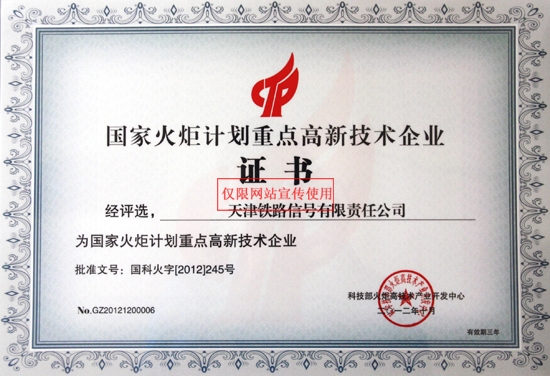 国家火炬计划重点高新技术企业
证书
仅限网站宣传使用
经评选，天津铁路信号有限责任公司
为国家火炬计划重点高新技术企业
批准文号：国科火字[2012]245号
科技部火炬高技术产业开发中心
No.GZ20121200006
二〇一二年十月
有效期三年